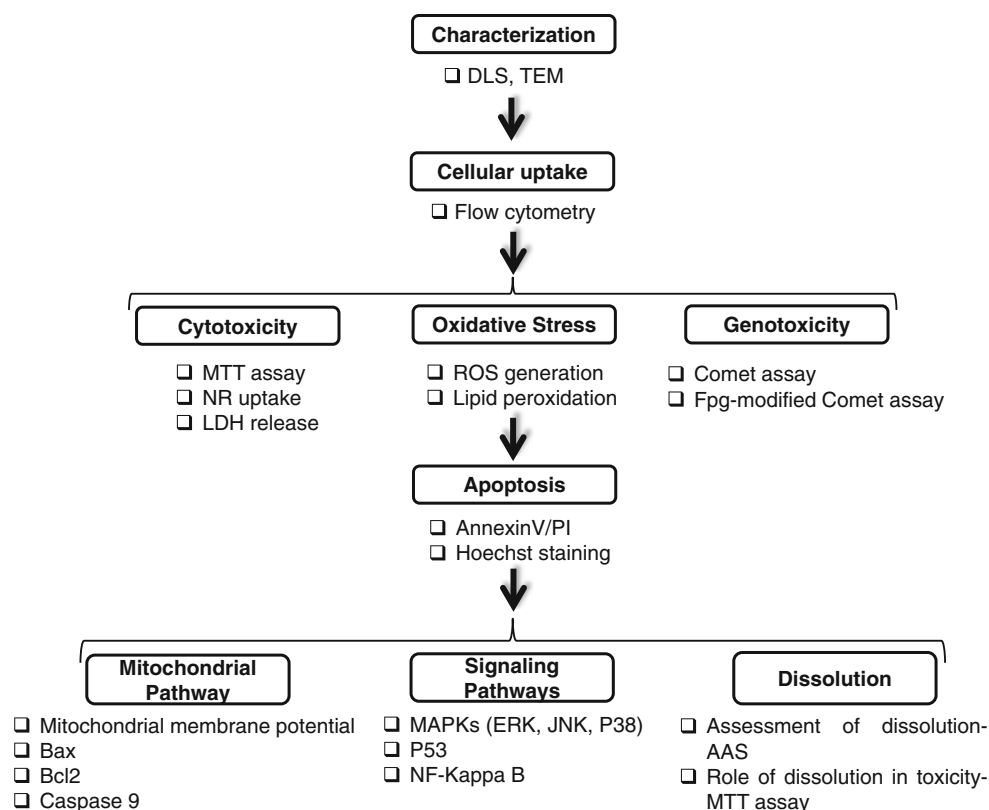 Characterization
❑ DLS, TEM
Cellular uptake
❑ Flow cytometry
Cytotoxicity
❑ MTT assay
❑ NR uptake
❑ LDH release
Oxidative Stress
❑ ROS generation
❑ Lipid peroxidation
Genotoxicity
❑ Comet assay
❑ Fpg-modified Comet assay
Apoptosis
❑ AnnexinV/PI
❑ Hoechst staining
Mitochondrial
Pathway
❑ Mitochondrial membrane potential
❑ Bax
❑ Bcl2
❑ Caspase 9
Signaling
Pathways
❑ MAPKs (ERK, JNK, P38)
❑ P53
❑ NF-Kappa B
Dissolution
❑ Assessment of dissolution-
AAS
❑ Role of dissolution in toxicity-
MTT assay